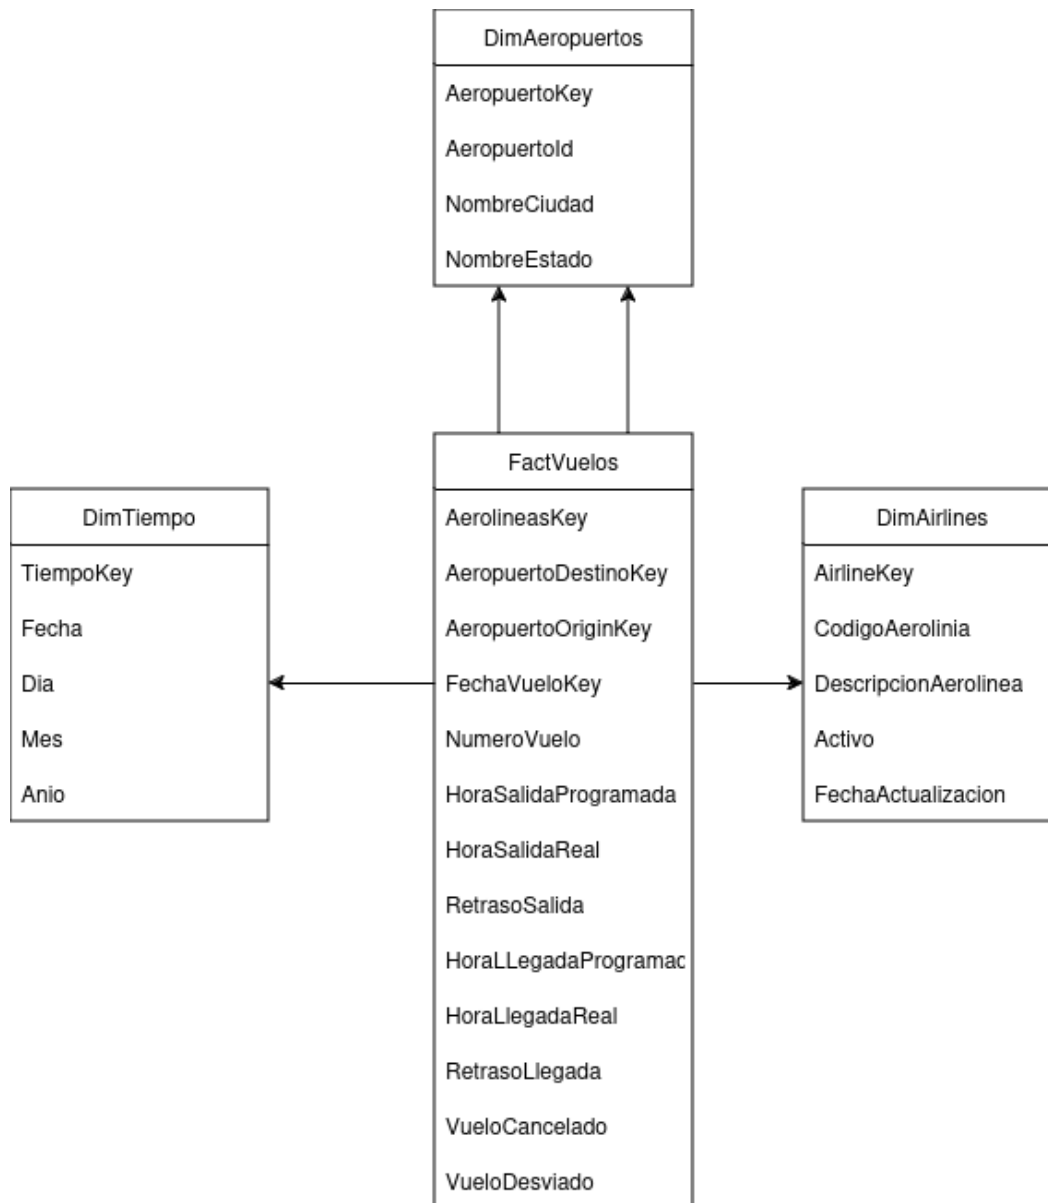 DimAeropuertos
AeropuertoKey
AeropuertoId
NombreCiudad
NombreEstado
FactVuelos
AerolineasKey
AeropuertoDestinoKey
AeropuertoOriginKey
FechaVueloKey
NumeroVuelo
HoraSalidaProgramada
HoraSalidaReal
RetrasoSalida
HoraLLegadaProgramac
HoraLlegadaReal
RetrasoLlegada
VueloCancelado
VueloDesviado
DimTiempo
TiempoKey
Fecha
Dia
Mes
Anio
DimAirlines
AirlineKey
CodigoAerolinia
DescripcionAerolinea
Activo
FechaActualizacion